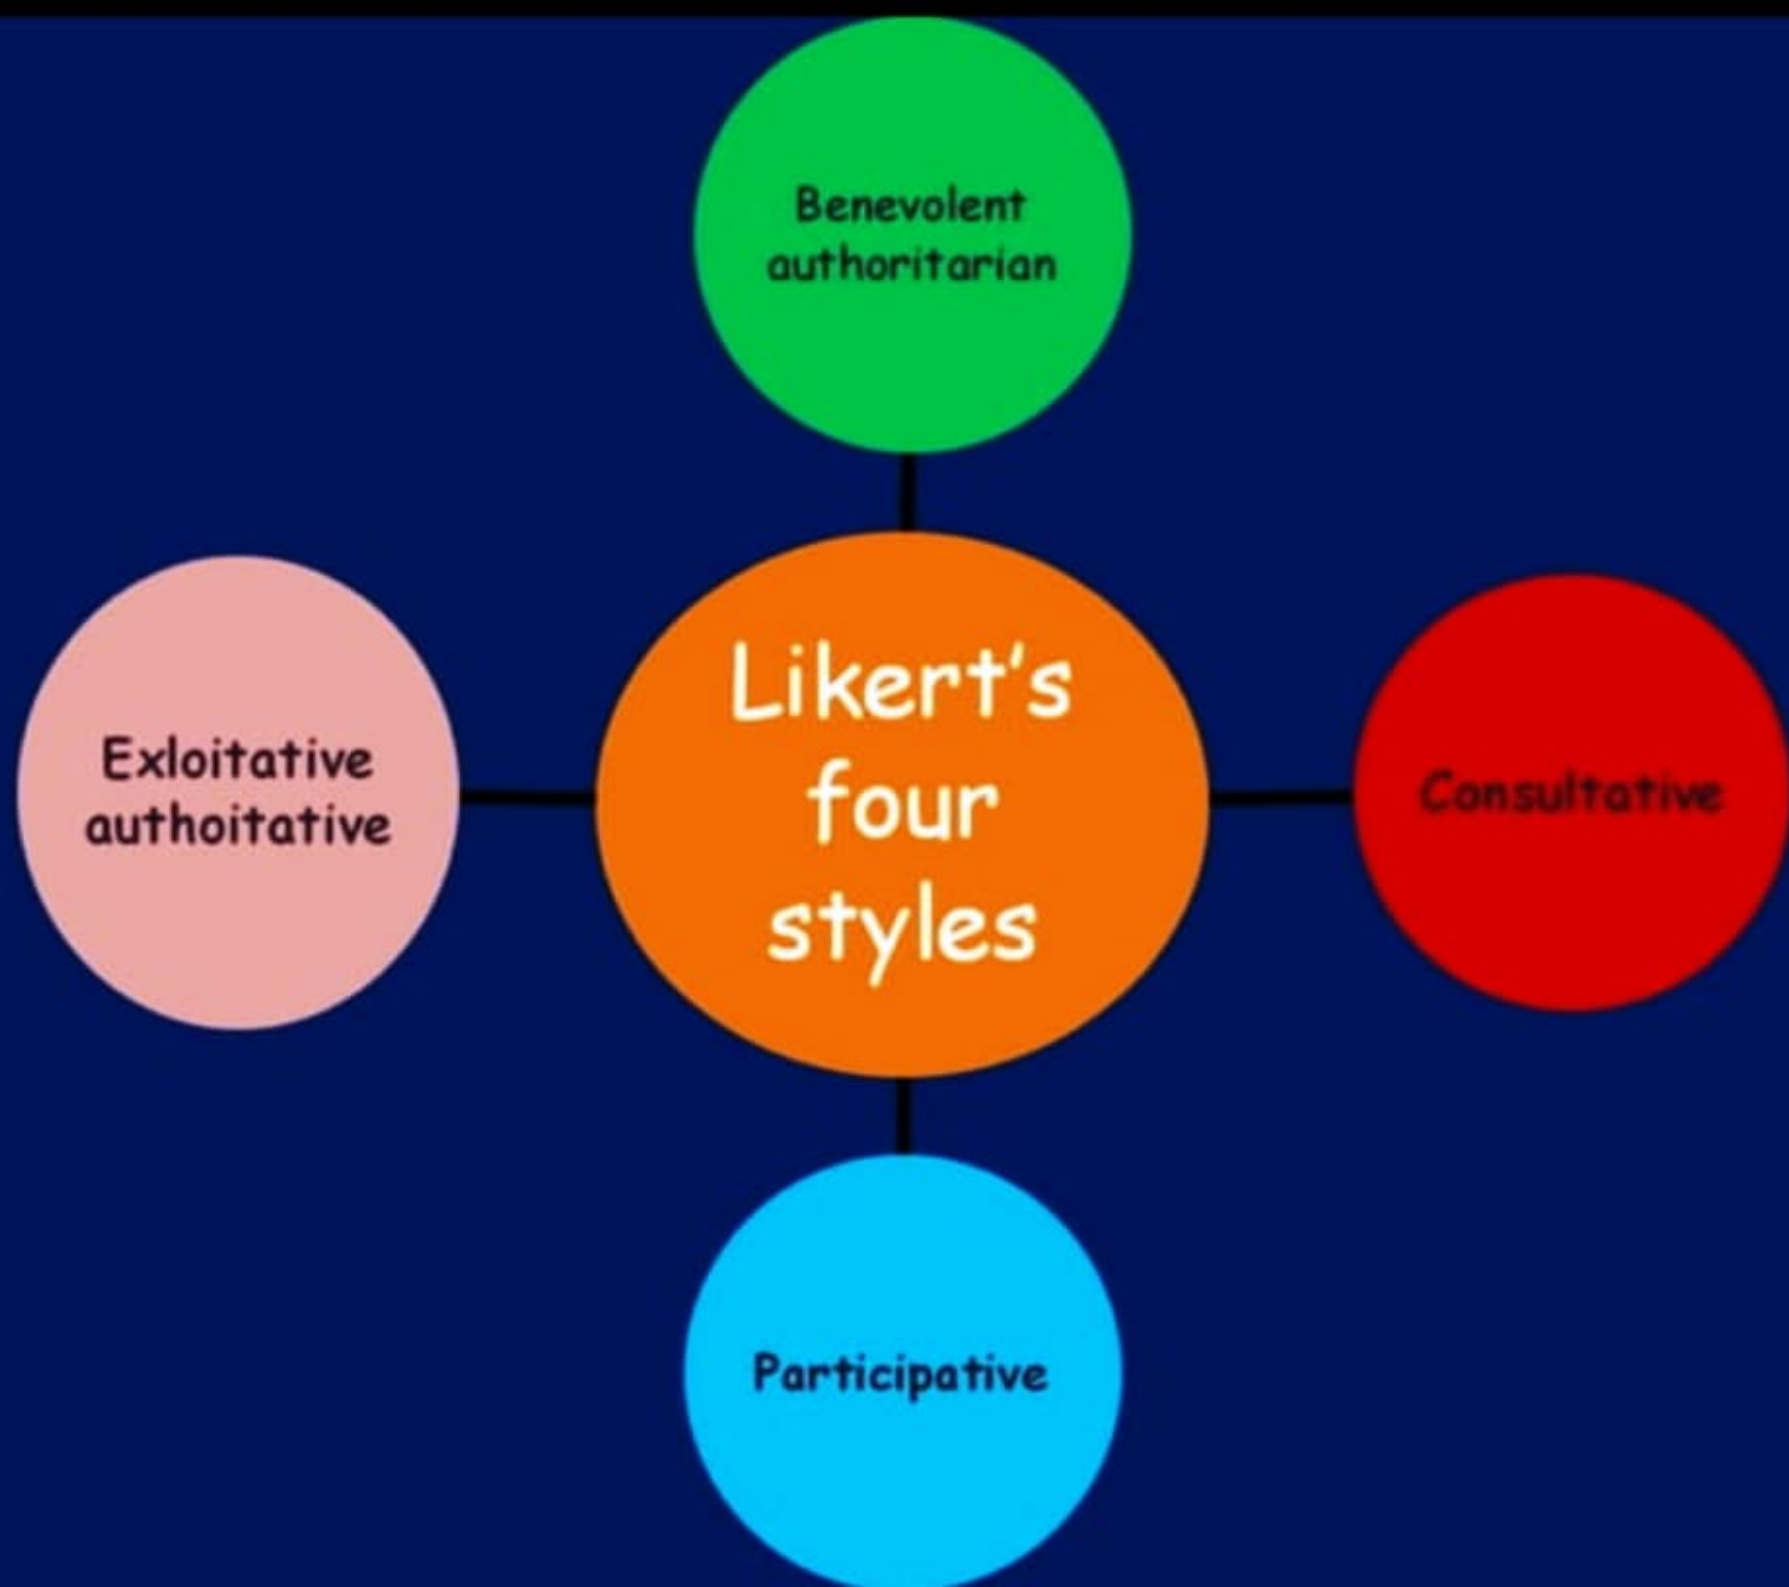 Benevolent
authoritarian
Exloitative
authoitative
Likert's
four
styles
Consultative
Participative